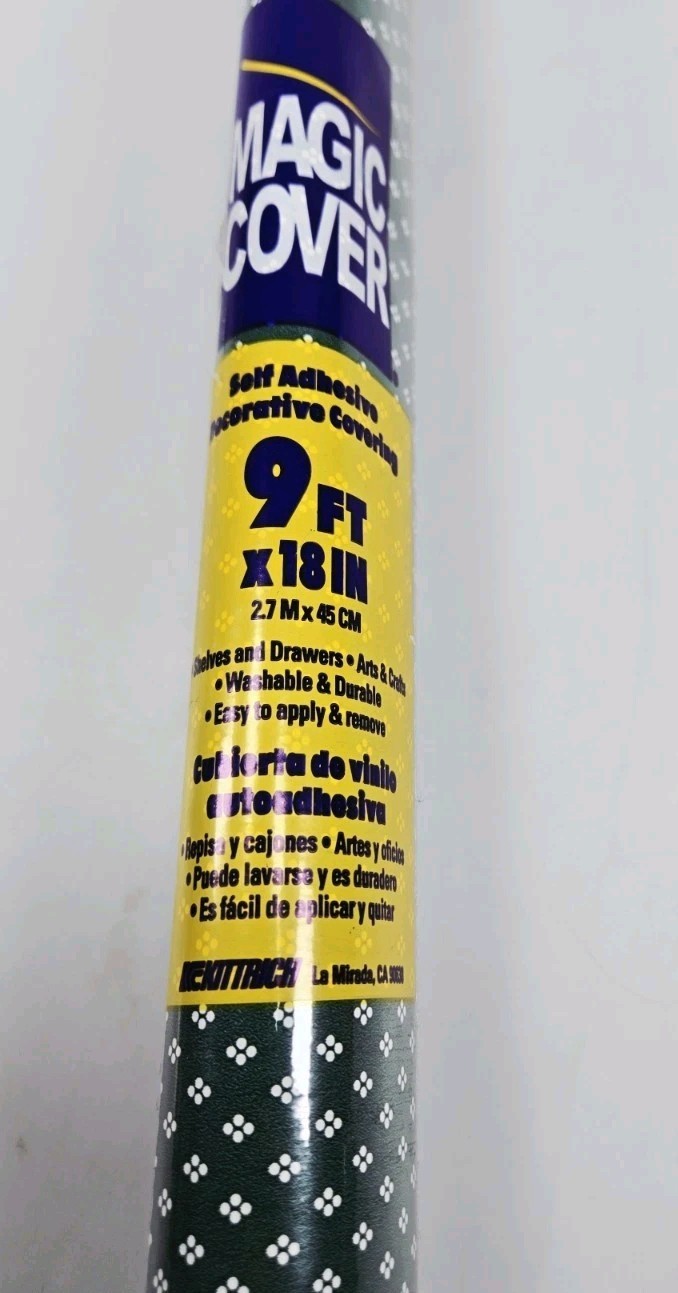 MAGIC
COVER
Self Adhesive
Decorative Covering
9 FT
x 18 IN
2.7 M x 45 CM
Shelves and Drawers • Arts & Crafts
• Washable & Durable
• Easy to apply & remove
Cubierta de vinilo
autoadhesiva
• Repisa y cajones • Artes y oficios
• Puede lavarse y es duradero
• Es fácil de aplicar y quitar
KITTRICH La Mirada, CA